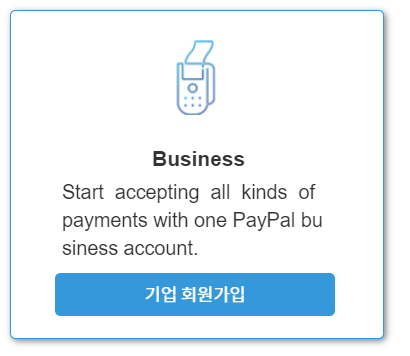 Business
Start accepting all kinds of
payments with one PayPal bu
siness account.
기업 회원가입